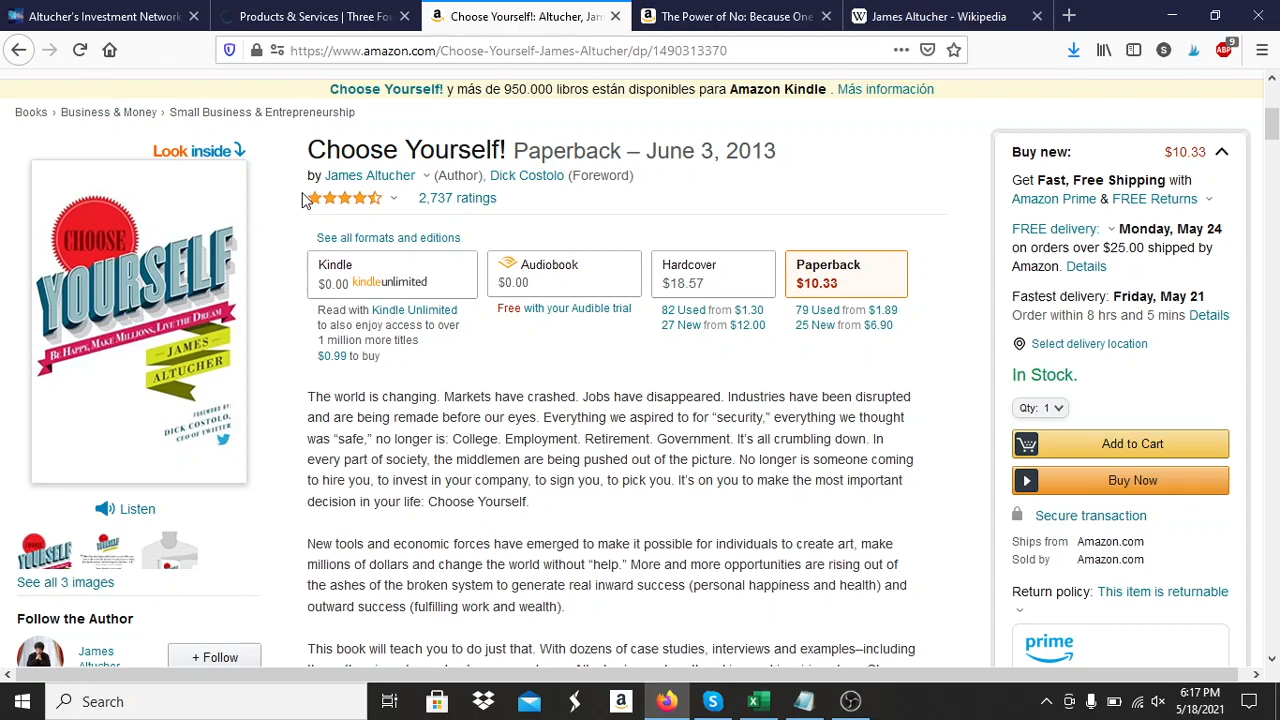 Altucher's Investment Network
Products & Services | Three Fou
Choose Yourself!: Altucher, Jam
The Power of No: Because One
James Altucher - Wikipedia
https://www.amazon.com/Choose-Yourself-James-Altucher/dp/1490313370
ABP
9
Choose Yourself! y más de 950.000 libros están disponibles para Amazon Kindle . Más información
Books › Business & Money › Small Business & Entrepreneurship
Look inside
CHOOSE
YOURSELF
BE HAPPY, MAKE MILLIONS, LIVE THE DREAM
JAMES
ALTUCHER
FOREWORD BY
DICK COSTOLO,
CEO OF TWITTER
Listen
See all 3 images
Follow the Author
James
Altucher
+ Follow
Choose Yourself! Paperback – June 3, 2013
by James Altucher (Author), Dick Costolo (Foreword)
2,737 ratings
See all formats and editions
Kindle
$0.00 kindleunlimited
Read with Kindle Unlimited
to also enjoy access to over
1 million more titles
$0.99 to buy
Audiobook
$0.00
Free with your Audible trial
Hardcover
$18.57
82 Used from $1.30
27 New from $12.00
Paperback
$10.33
79 Used from $1.89
25 New from $6.90
The world is changing. Markets have crashed. Jobs have disappeared. Industries have been disrupted
and are being remade before our eyes. Everything we aspired to for “security,” everything we thought
was “safe,” no longer is: College. Employment. Retirement. Government. It’s all crumbling down. In
every part of society, the middlemen are being pushed out of the picture. No longer is someone coming
to hire you, to invest in your company, to sign you, to pick you. It’s on you to make the most important
decision in your life: Choose Yourself.
New tools and economic forces have emerged to make it possible for individuals to create art, make
millions of dollars and change the world without “help.” More and more opportunities are rising out of
the ashes of the broken system to generate real inward success (personal happiness and health) and
outward success (fulfilling work and wealth).
This book will teach you to do just that. With dozens of case studies, interviews and examples–including
Buy new:
$10.33
Get Fast, Free Shipping with
Amazon Prime & FREE Returns
FREE delivery: Monday, May 24
on orders over $25.00 shipped by
Amazon. Details
Fastest delivery: Friday, May 21
Order within 8 hrs and 5 mins Details
Select delivery location
In Stock.
Qty: 1
Add to Cart
Buy Now
Secure transaction
Ships from Amazon.com
Sold by Amazon.com
Return policy: This item is returnable
prime
Search
6:17 PM
5/18/2021